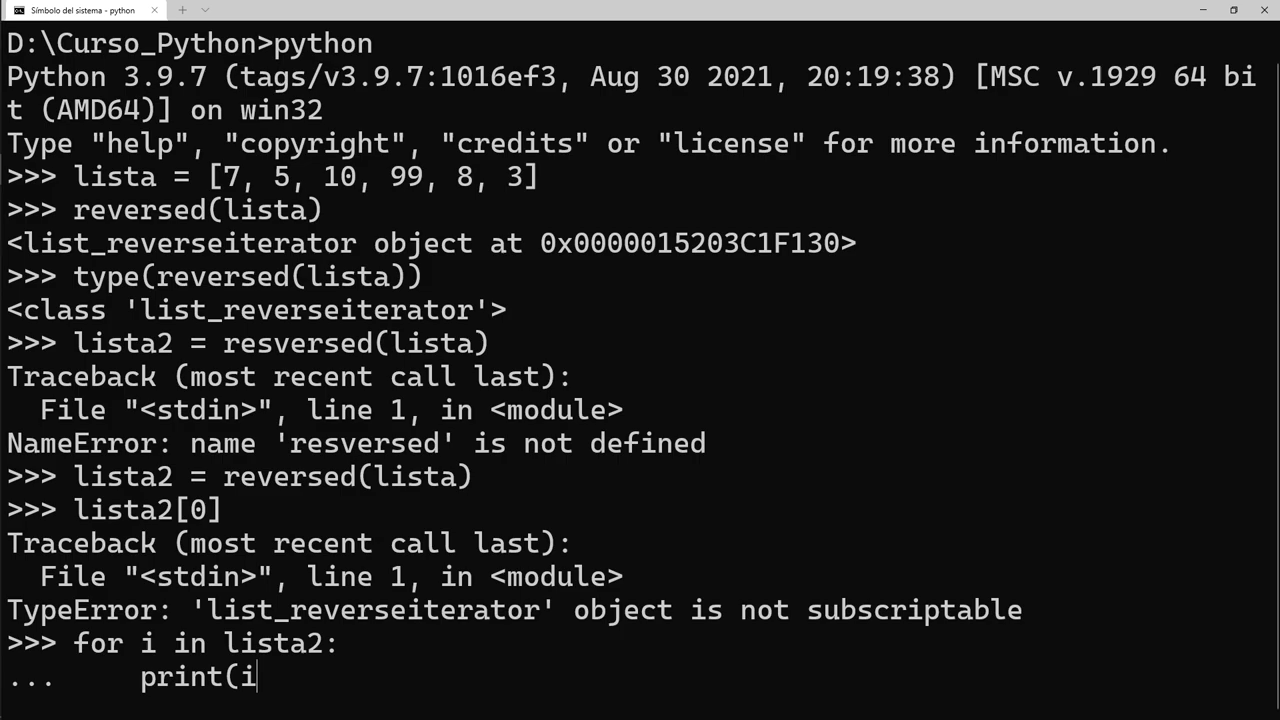 Símbolo del sistema - python
D:\Curso_Python>python
Python 3.9.7 (tags/v3.9.7:1016ef3, Aug 30 2021, 20:19:38) [MSC v.1929 64 bi
t (AMD64)] on win32
Type "help", "copyright", "credits" or "license" for more information.
>>> lista = [7, 5, 10, 99, 8, 3]
>>> reversed(lista)
<list_reverseiterator object at 0x0000015203C1F130>
>>> type(reversed(lista))
<class 'list_reverseiterator'>
>>> lista2 = resversed(lista)
Traceback (most recent call last):
  File "<stdin>", line 1, in <module>
NameError: name 'resversed' is not defined
>>> lista2 = reversed(lista)
>>> lista2[0]
Traceback (most recent call last):
  File "<stdin>", line 1, in <module>
TypeError: 'list_reverseiterator' object is not subscriptable
>>> for i in lista2:
...     print(i